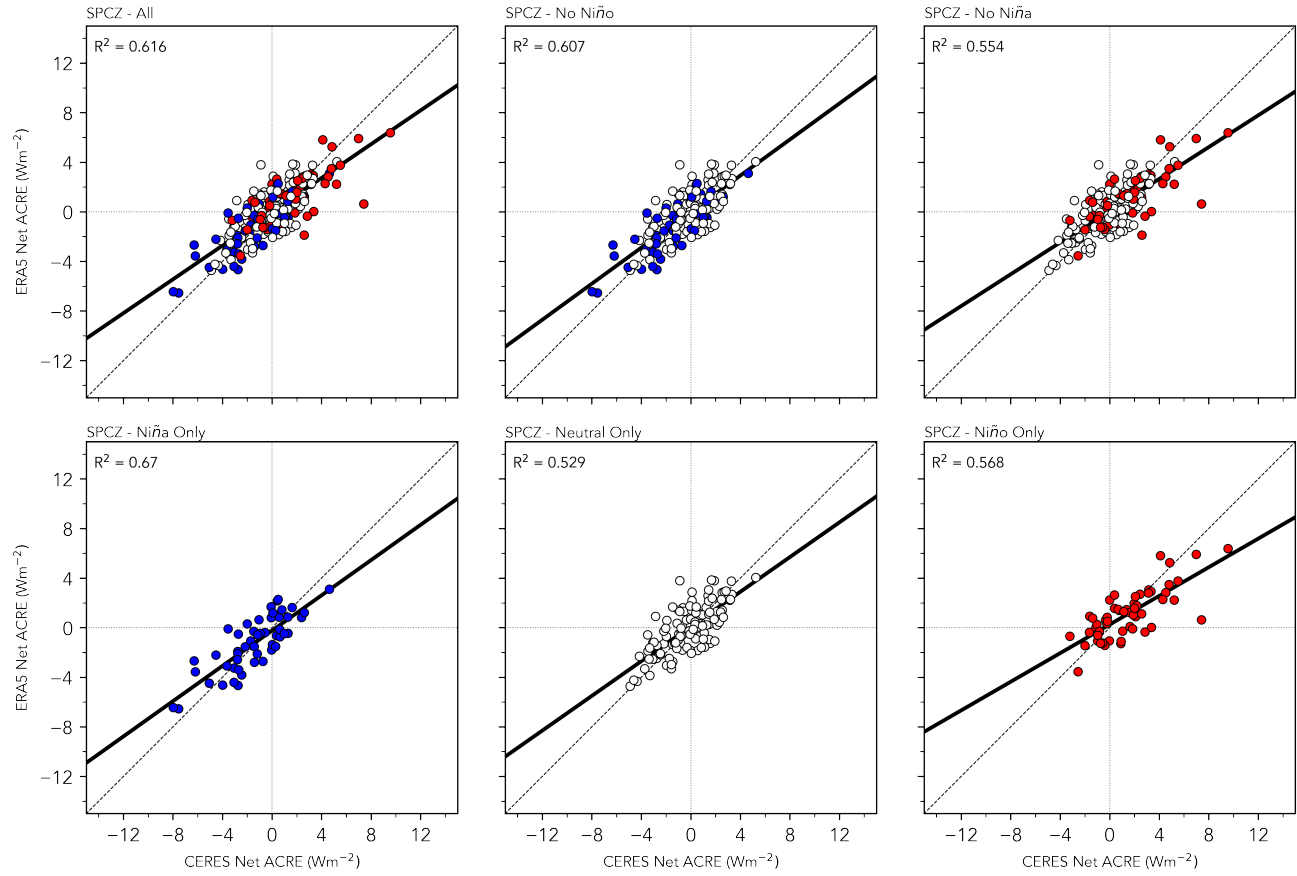 SPCZ - All
SPCZ - No Niño
SPCZ - No Niña
R² = 0.616
R² = 0.607
R² = 0.554
ERA5 Net ACRE (Wm⁻²)
12
8
4
0
−4
−8
−12
SPCZ - Niña Only
SPCZ - Neutral Only
SPCZ - Niño Only
R² = 0.67
R² = 0.529
R² = 0.568
ERA5 Net ACRE (Wm⁻²)
12
8
4
0
−4
−8
−12
−12 −8 −4 0 4 8 12
−12 −8 −4 0 4 8 12
−12 −8 −4 0 4 8 12
CERES Net ACRE (Wm⁻²)
CERES Net ACRE (Wm⁻²)
CERES Net ACRE (Wm⁻²)